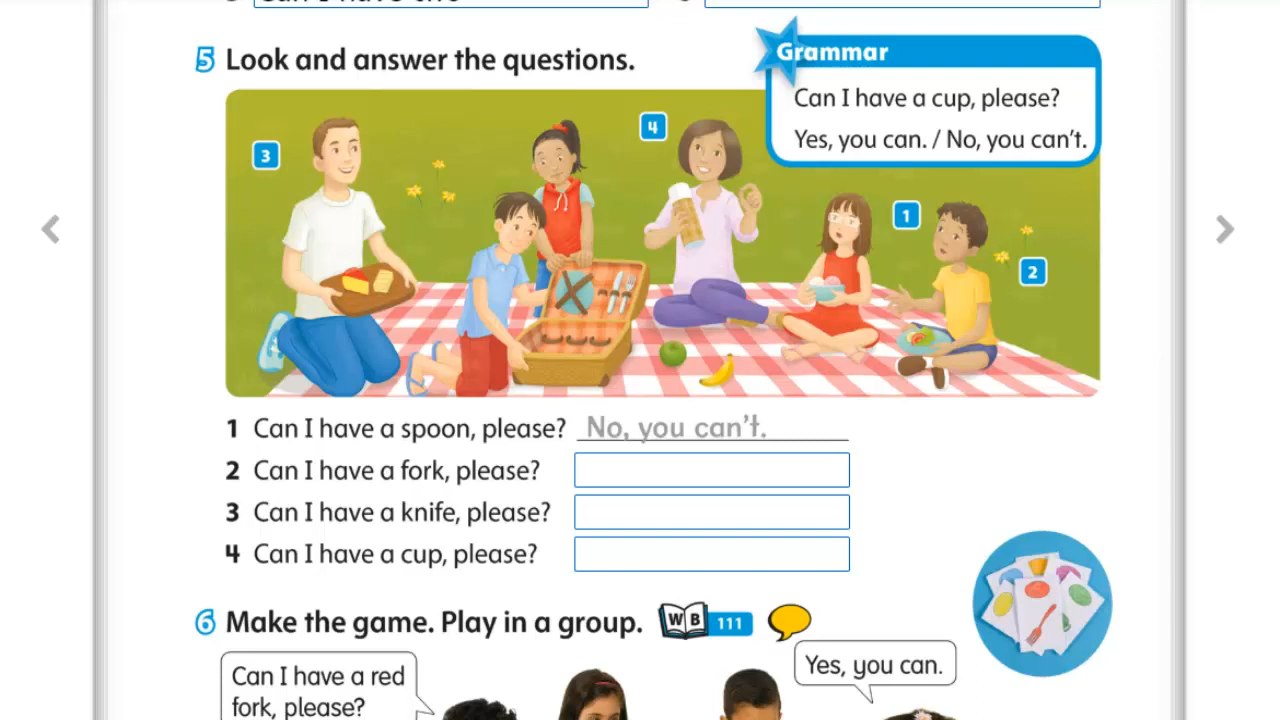 5 Look and answer the questions.
Grammar
Can I have a cup, please?
Yes, you can. / No, you can't.
3
4
1
2
1 Can I have a spoon, please? No, you can't.
2 Can I have a fork, please?
3 Can I have a knife, please?
4 Can I have a cup, please?
6 Make the game. Play in a group. WB 111
Can I have a red
fork, please?
Yes, you can.